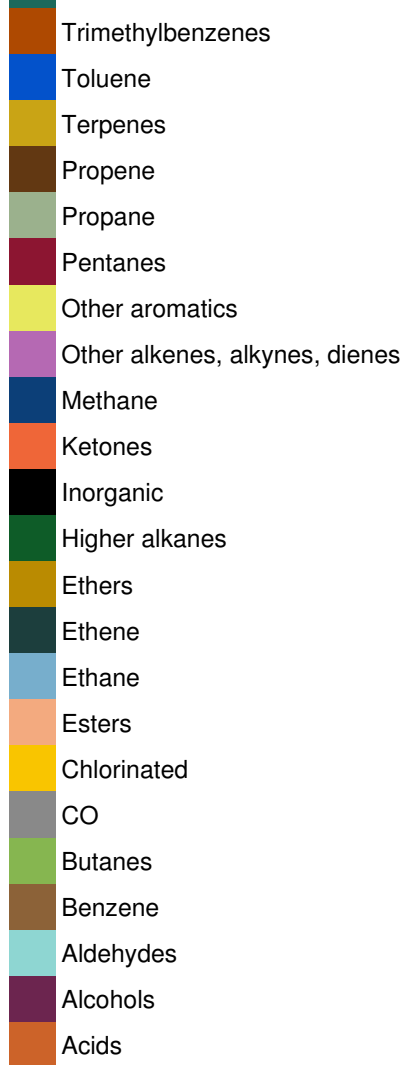 Trimethylbenzenes
Toluene
Terpenes
Propene
Propane
Pentanes
Other aromatics
Other alkenes, alkynes, dienes
Methane
Ketones
Inorganic
Higher alkanes
Ethers
Ethene
Ethane
Esters
Chlorinated
CO
Butanes
Benzene
Aldehydes
Alcohols
Acids